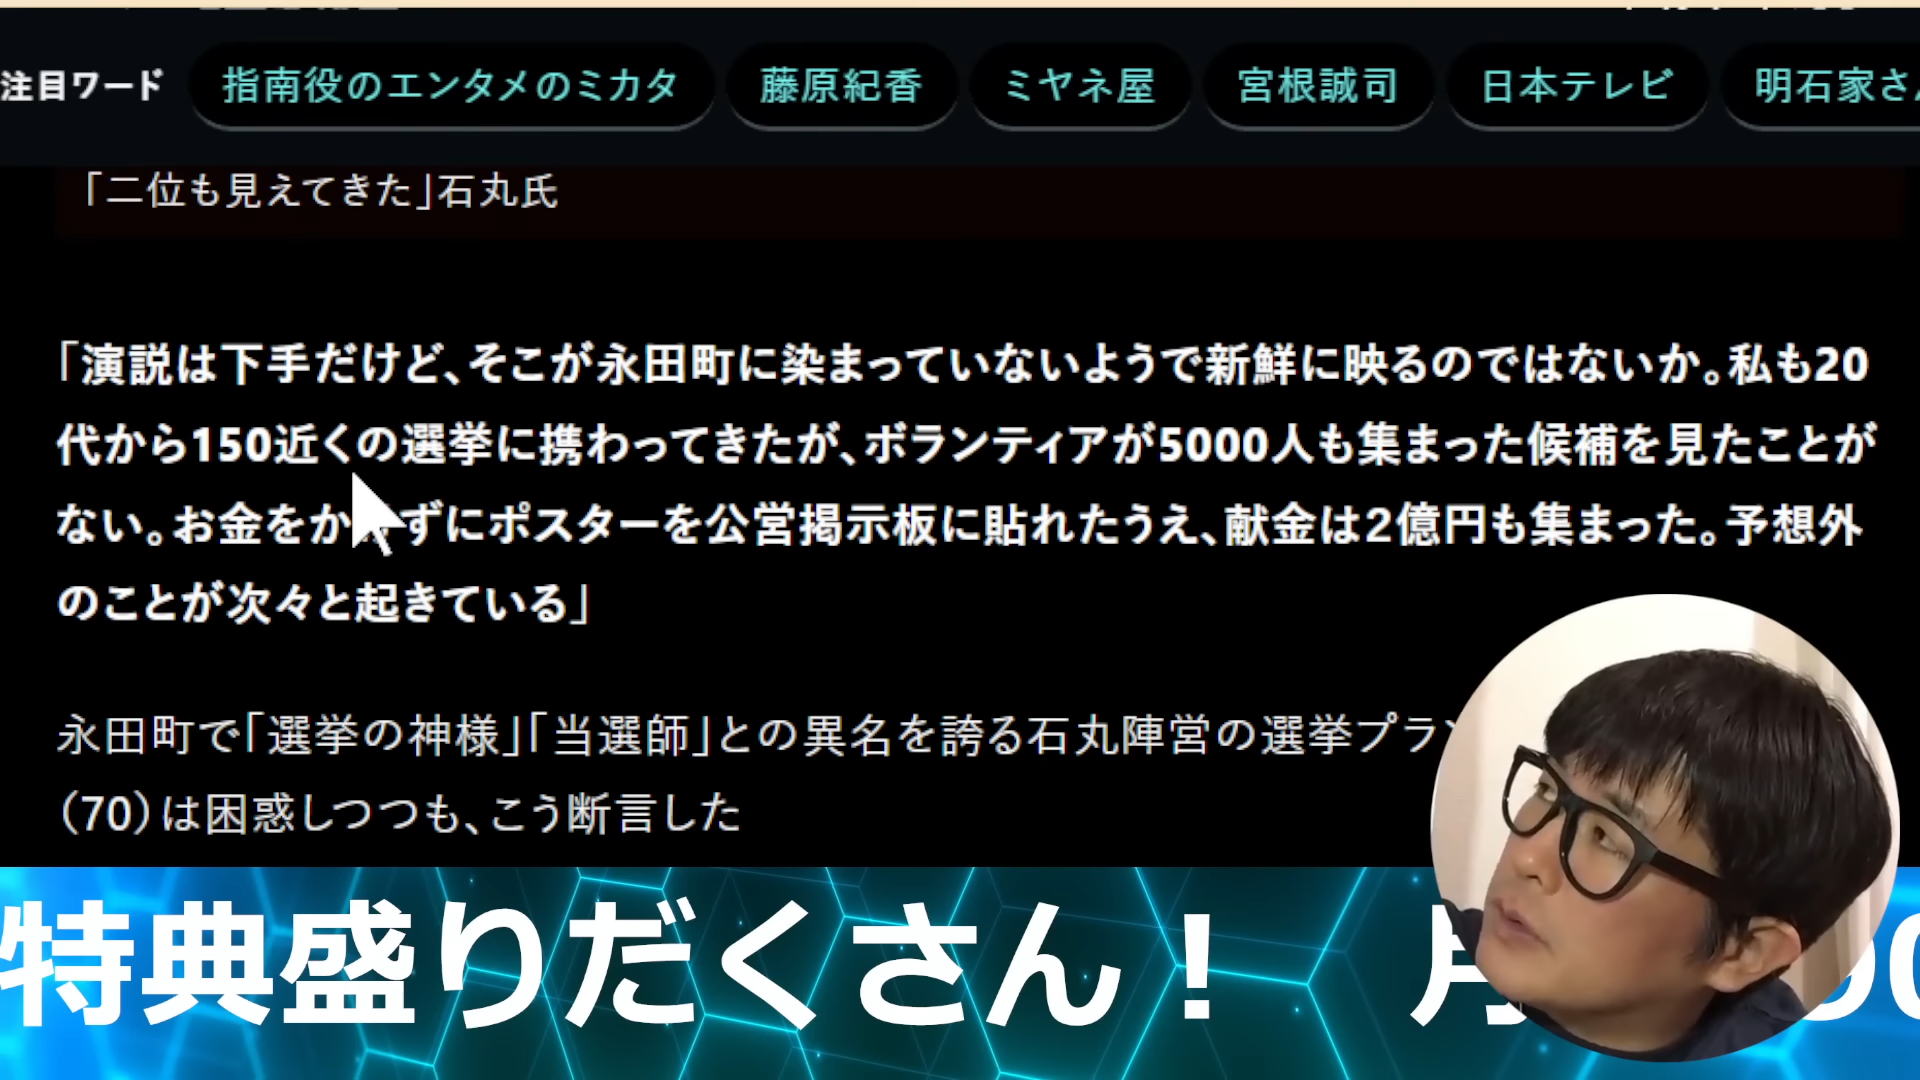 注目ワード 指南役のエンタメのミカタ 藤原紀香 ミヤネ屋 宮根誠司 日本テレビ 明石家さ
「二位も見えてきた」石丸氏
「演説は下手だけど、そこが永田町に染まっていないようで新鮮に映るのではないか。私も20
代から150近くの選挙に携わってきたが、ボランティアが5000人も集まった候補を見たことが
ない。お金をか ずにポスターを公営掲示板に貼れたうえ、献金は2億円も集まった。予想外
のことが次々と起きている」
永田町で「選挙の神様」「当選師」との異名を誇る石丸陣営の選挙プラ
(70)は困惑しつつも、こう断言した
特典盛りだくさん! 月